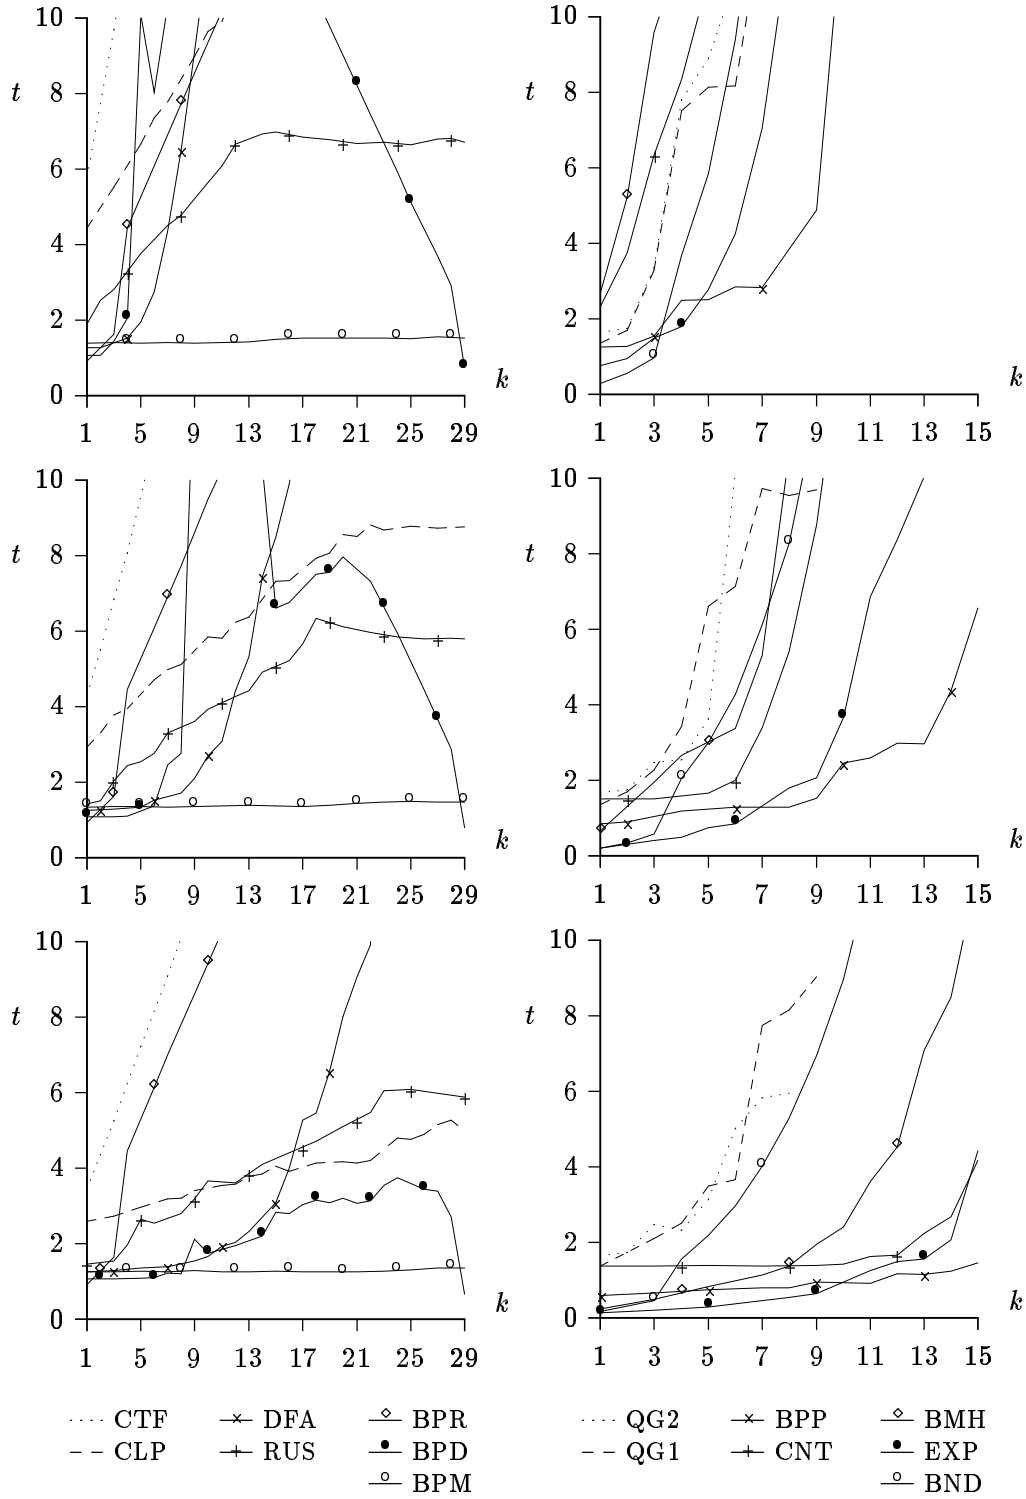 10 10
t 8 t 8
6 6
4 4
2 2
0 k 0 k
1 5 9 13 17 21 25 29 1 3 5 7 9 11 13 15
10 10
t 8 t 8
6 6
4 4
2 2
0 k 0 k
1 5 9 13 17 21 25 29 1 3 5 7 9 11 13 15
10 10
t 8 t 8
6 6
4 4
2 2
0 k 0 k
1 5 9 13 17 21 25 29 1 3 5 7 9 11 13 15
CTF DFA BPR QG2 BPP BMH
CLP RUS BPD QG1 CNT EXP
BPM BND